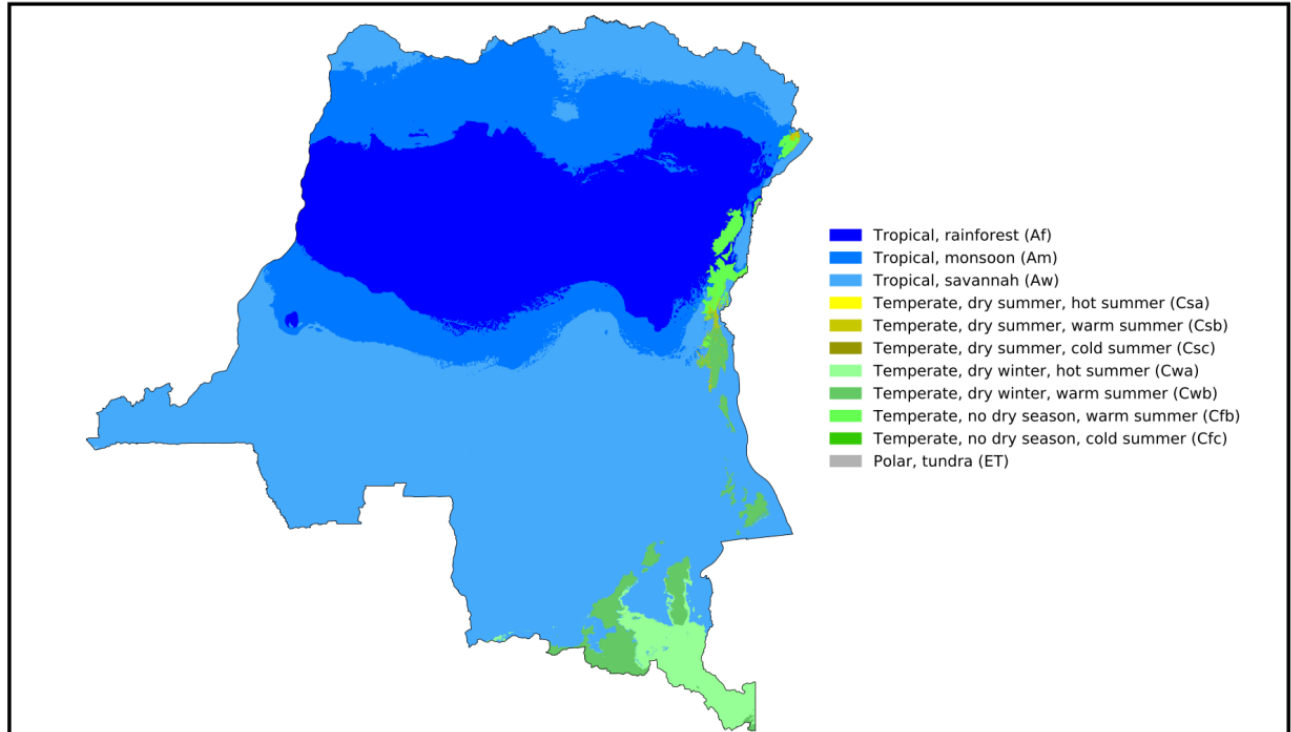 Tropical, rainforest (Af)
Tropical, monsoon (Am)
Tropical, savannah (Aw)
Temperate, dry summer, hot summer (Csa)
Temperate, dry summer, warm summer (Csb)
Temperate, dry summer, cold summer (Csc)
Temperate, dry winter, hot summer (Cwa)
Temperate, dry winter, warm summer (Cwb)
Temperate, no dry season, warm summer (Cfb)
Temperate, no dry season, cold summer (Cfc)
Polar, tundra (ET)